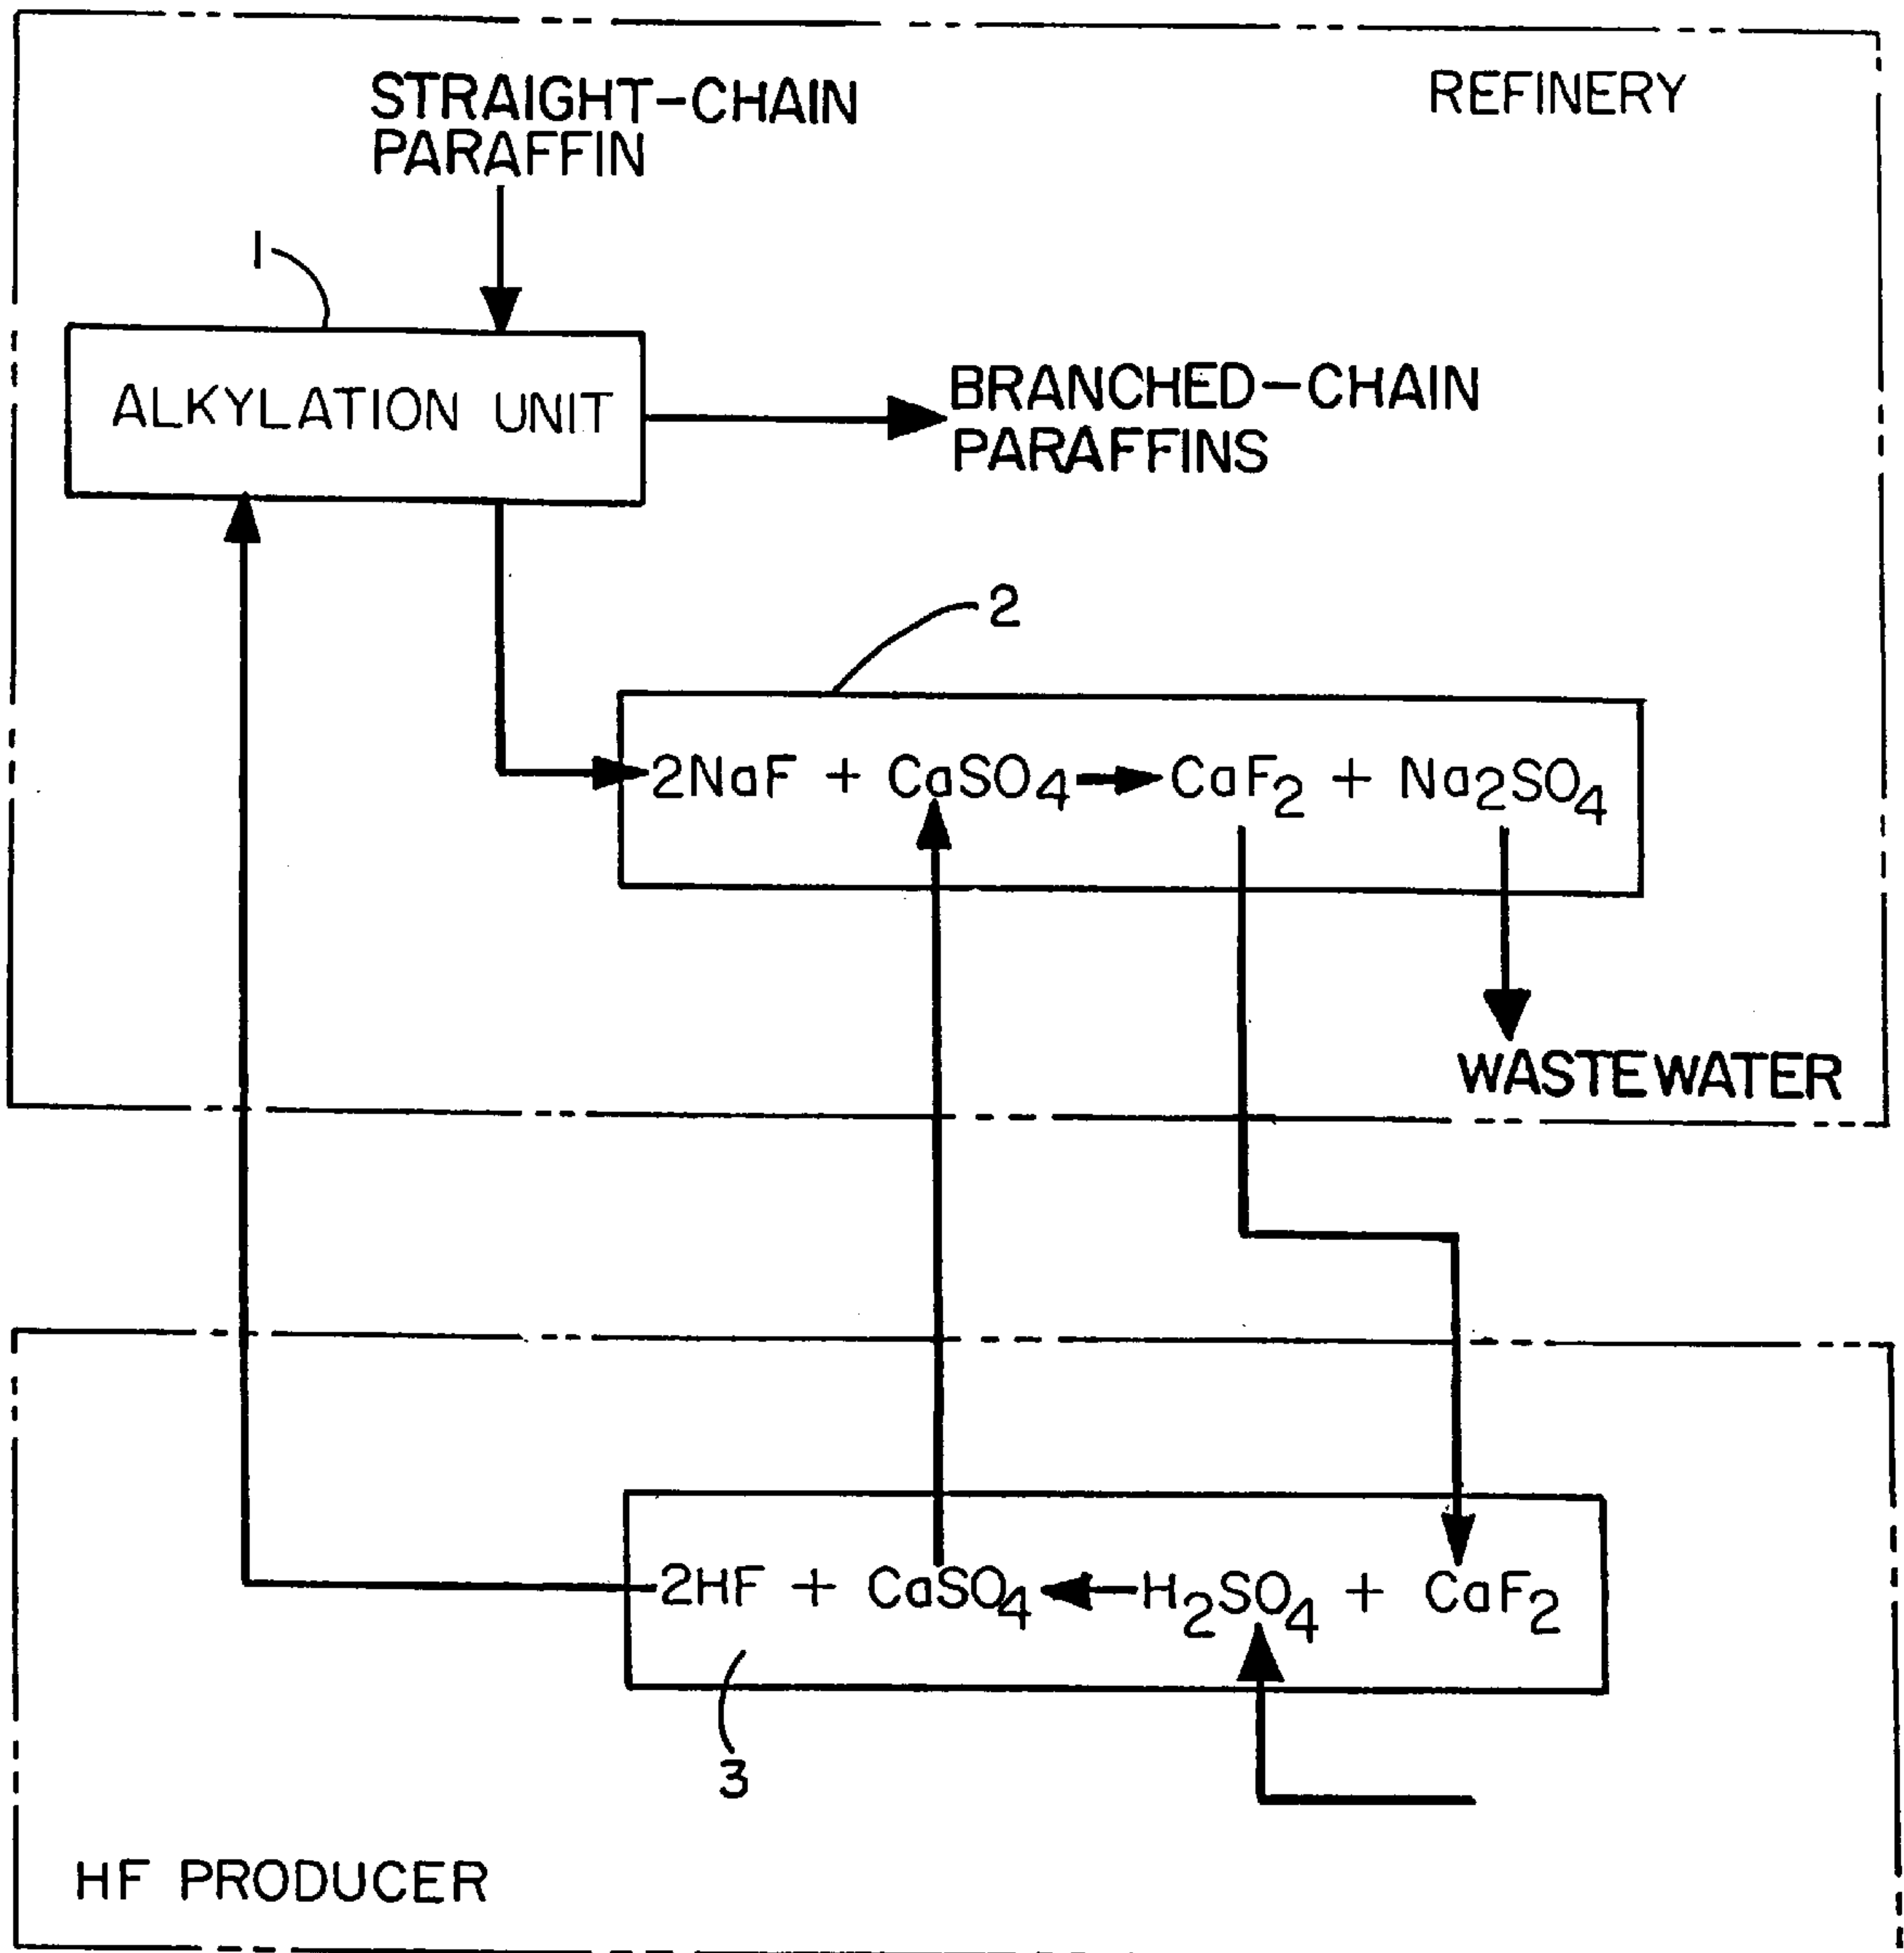 STRAIGHT-CHAIN
PARAFFIN
REFINERY
1
ALKYLATION UNIT
BRANCHED-CHAIN
PARAFFINS
2
2NaF + CaSO4 → CaF2 + Na2SO4
WASTEWATER
2HF + CaSO4 ← H2SO4 + CaF2
3
HF PRODUCER